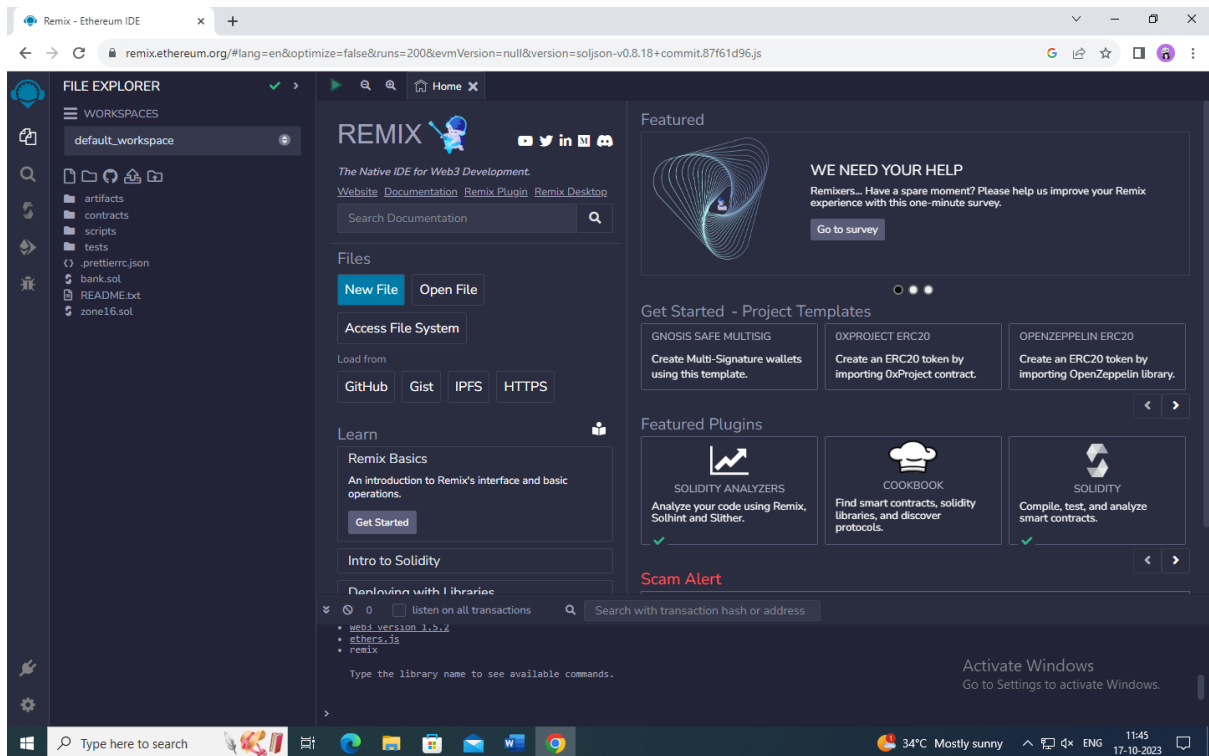 Remix - Ethereum IDE
remix.ethereum.org/#lang=en&optimize=false&runs=200&evmVersion=null&version=soljson-v0.8.18+commit.87f61d96.js
FILE EXPLORER
WORKSPACES
default_workspace
artifacts
contracts
scripts
tests
.prettierrc.json
bank.sol
README.txt
zone16.sol
Home
REMIX
The Native IDE for Web3 Development.
Website Documentation Remix Plugin Remix Desktop
Search Documentation
Files
New File Open File
Access File System
Load from
GitHub Gist IPFS HTTPS
Learn
Remix Basics
An introduction to Remix's interface and basic
operations.
Get Started
Intro to Solidity
Deploying with Libraries
Featured
WE NEED YOUR HELP
Remixers... Have a spare moment? Please help us improve your Remix
experience with this one-minute survey.
Go to survey
Get Started - Project Templates
GNOSIS SAFE MULTISIG
Create Multi-Signature wallets
using this template.
0XPROJECT ERC20
Create an ERC20 token by
importing 0xProject contract.
OPENZEPPELIN ERC20
Create an ERC20 token by
importing OpenZeppelin library.
Featured Plugins
SOLIDITY ANALYZERS
Analyze your code using Remix,
Solhint and Slither.
COOKBOOK
Find smart contracts, solidity
libraries, and discover
protocols.
SOLIDITY
Compile, test, and analyze
smart contracts.
Scam Alert
0 listen on all transactions Search with transaction hash or address
web3 version 1.5.2
ethers.js
remix
Type the library name to see available commands.
>
Activate Windows
Go to Settings to activate Windows.
Type here to search
34°C Mostly sunny ENG
11:45
17-10-2023